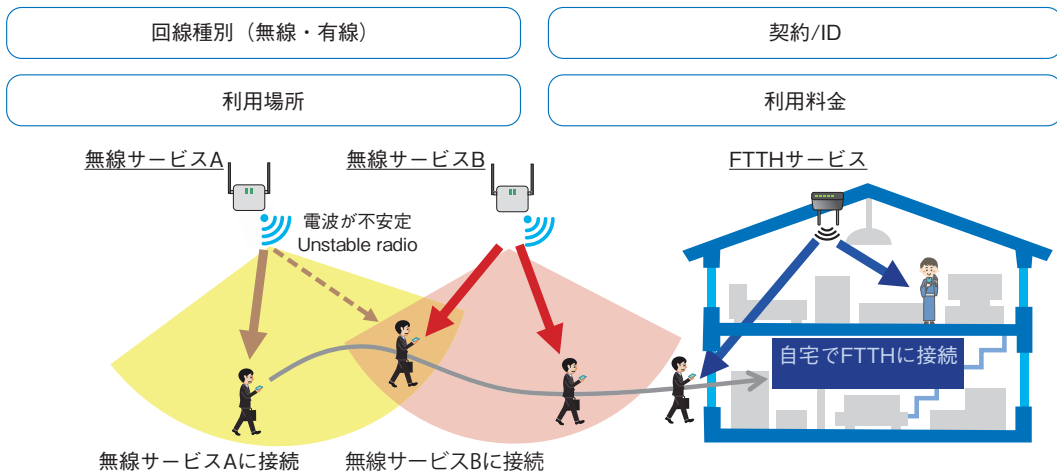 回線種別（無線・有線）
契約/ID
利用場所
利用料金
無線サービスA
無線サービスB
FTTHサービス
電波が不安定
Unstable radio
自宅でFTTHに接続
無線サービスAに接続
無線サービスBに接続